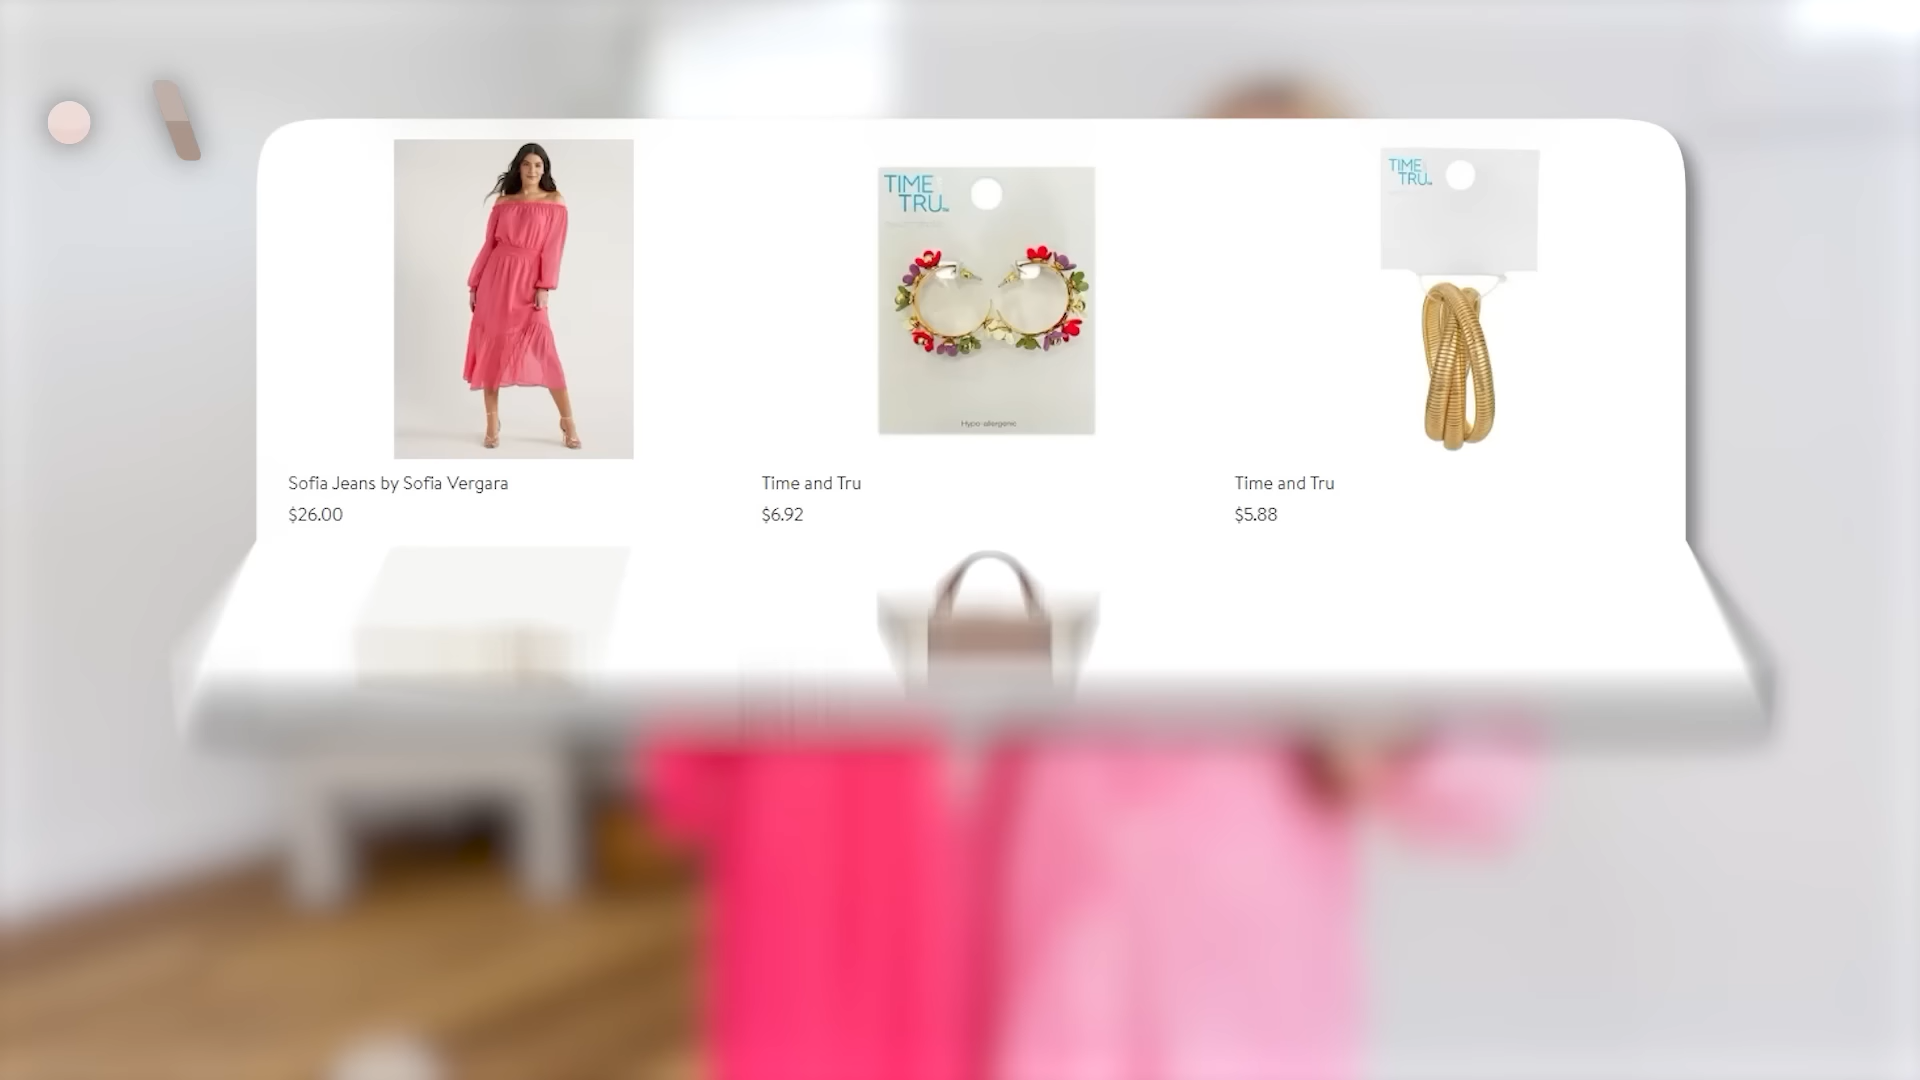 TIME
TRU
Hypo-allergenic
TIME
TRU
Sofia Jeans by Sofia Vergara
$26.00
Time and Tru
$6.92
Time and Tru
$5.88